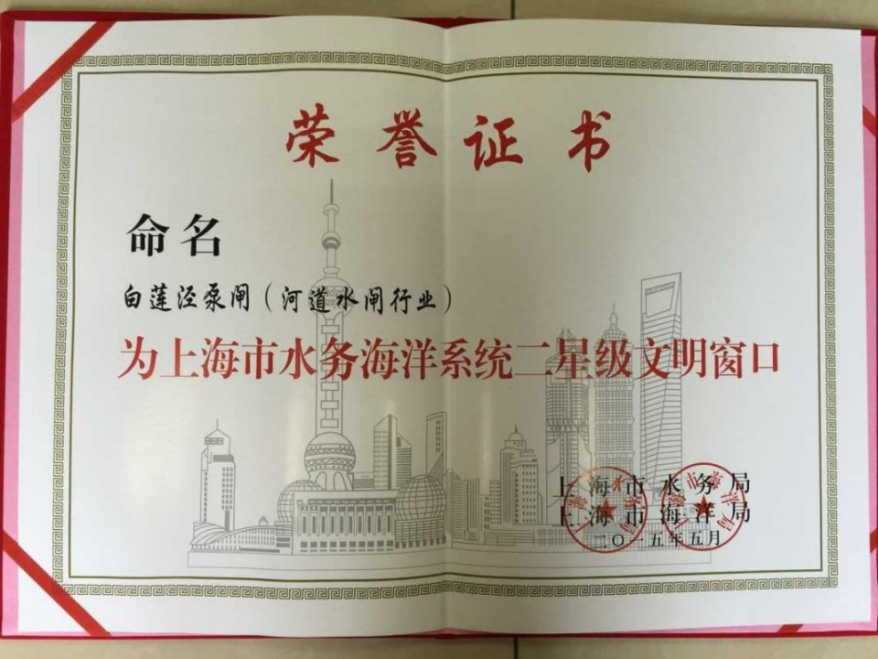 荣誉证书
命名
白莲泾泵闸（河道水闸行业）
为上海市水务海洋系统二星级文明窗口
上海市水务局
上海市海洋局
二〇一五年五月